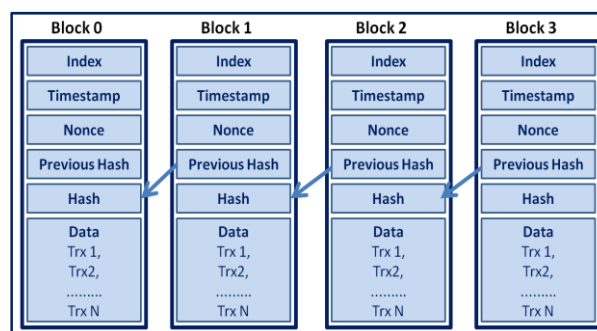 Block 0
Index
Timestamp
Nonce
Previous Hash
Hash
Data
Trx 1,
Trx2,
.........
Trx N
Block 1
Index
Timestamp
Nonce
Previous Hash
Hash
Data
Trx 1,
Trx2,
.........
Trx N
Block 2
Index
Timestamp
Nonce
Previous Hash
Hash
Data
Trx 1,
Trx2,
.........
Trx N
Block 3
Index
Timestamp
Nonce
Previous Hash
Hash
Data
Trx 1,
Trx2,
.........
Trx N